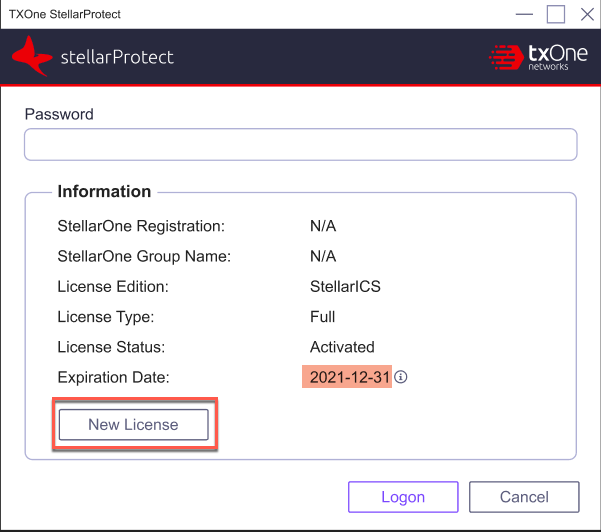 TXOne StellarProtect
stellarProtect
txOne
networks
Password
Information
StellarOne Registration: N/A
StellarOne Group Name: N/A
License Edition: StellarICS
License Type: Full
License Status: Activated
Expiration Date: 2021-12-31
New License
Logon Cancel